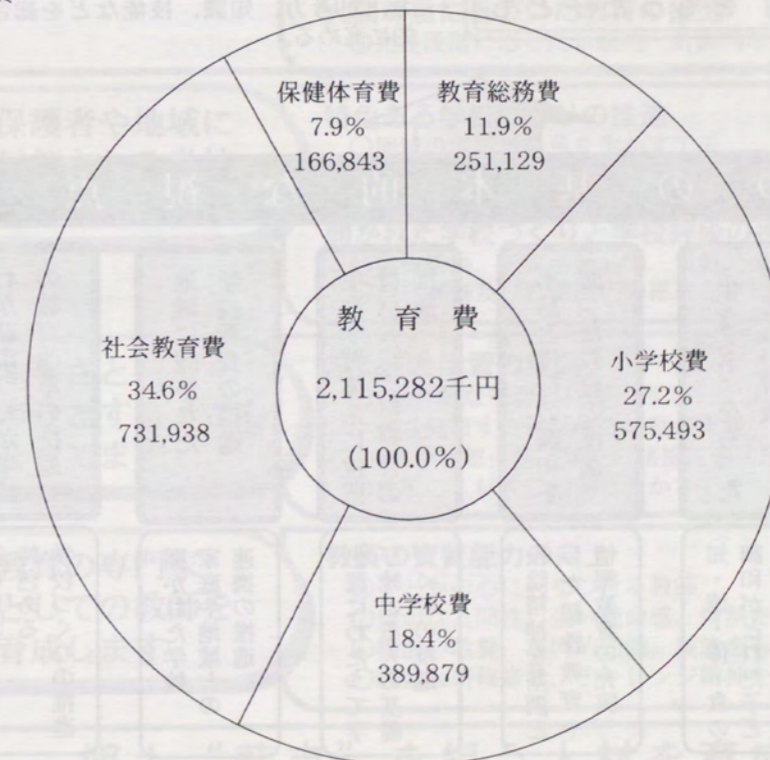 保健体育費
7.9%
166,843
教育総務費
11.9%
251,129
教育費
2,115,282千円
(100.0%)
社会教育費
34.6%
731,938
小学校費
27.2%
575,493
中学校費
18.4%
389,879